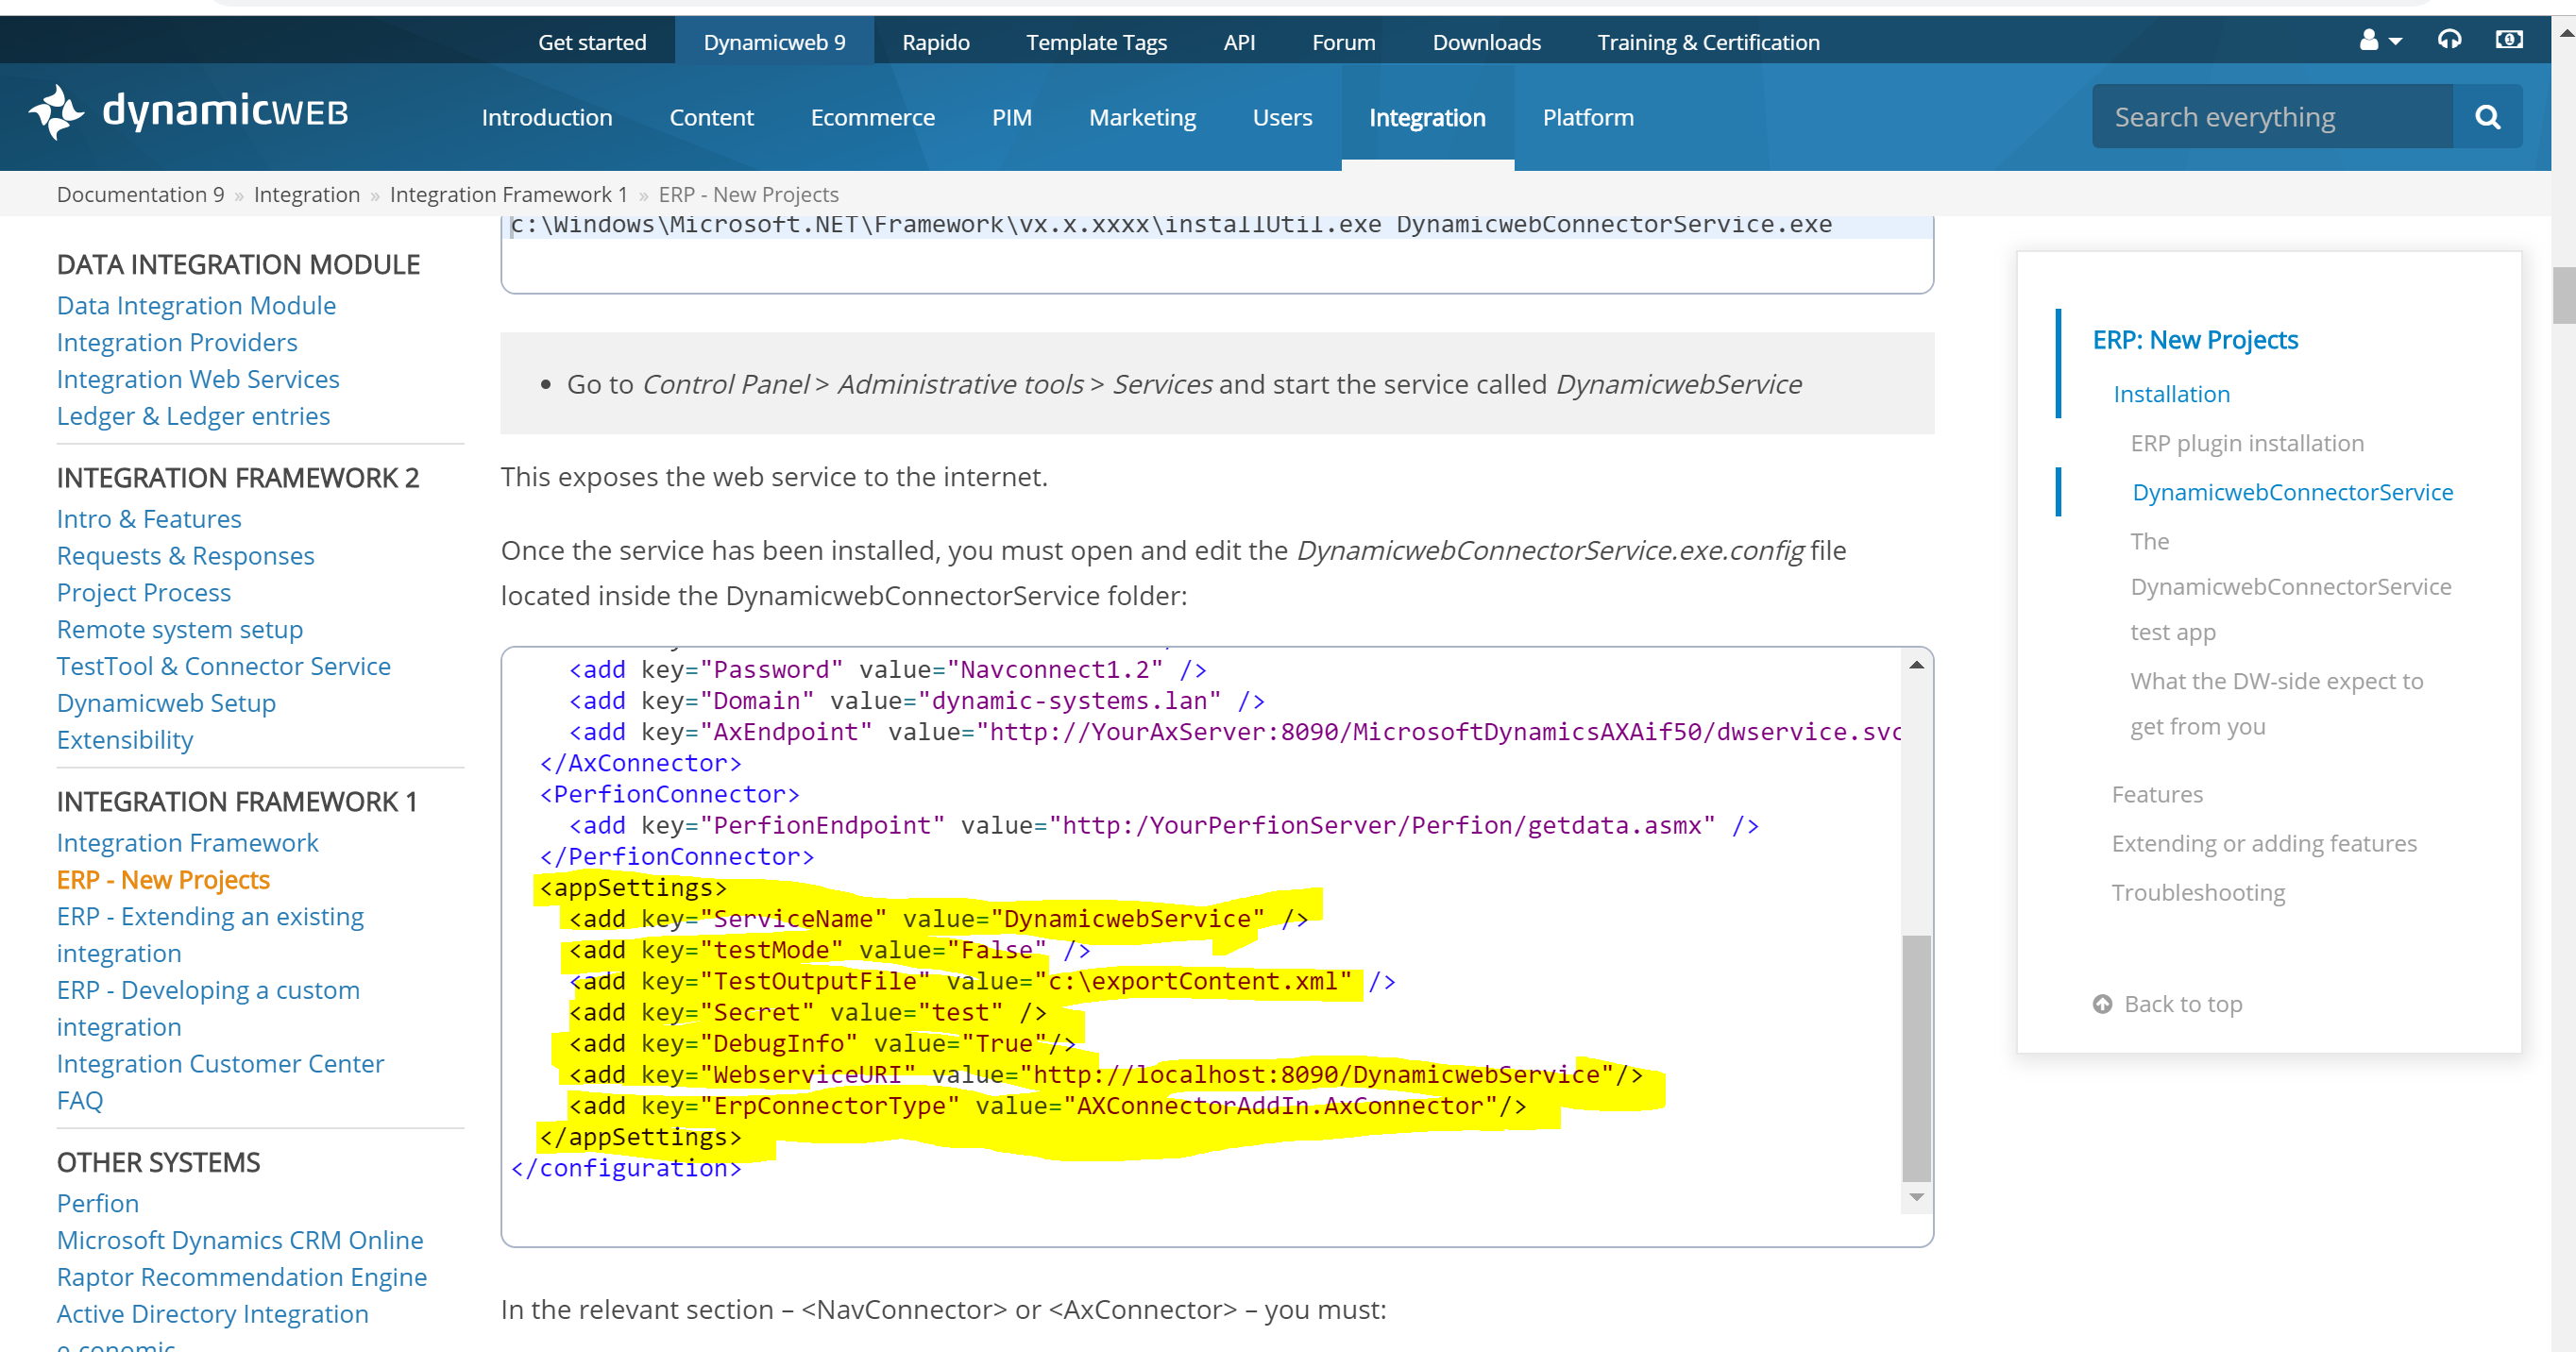 Get started
Dynamicweb 9
Rapido
Template Tags
API
Forum
Downloads
Training & Certification
dynamicWEB
Introduction
Content
Ecommerce
PIM
Marketing
Users
Integration
Platform
Search everything
Documentation 9 » Integration » Integration Framework 1 » ERP - New Projects
DATA INTEGRATION MODULE
Data Integration Module
Integration Providers
Integration Web Services
Ledger & Ledger entries
INTEGRATION FRAMEWORK 2
Intro & Features
Requests & Responses
Project Process
Remote system setup
TestTool & Connector Service
Dynamicweb Setup
Extensibility
INTEGRATION FRAMEWORK 1
Integration Framework
ERP - New Projects
ERP - Extending an existing
integration
ERP - Developing a custom
integration
Integration Customer Center
FAQ
OTHER SYSTEMS
Perfion
Microsoft Dynamics CRM Online
Raptor Recommendation Engine
Active Directory Integration
e-conomic
c:\Windows\Microsoft.NET\Framework\vx.x.xxxx\installUtil.exe DynamicwebConnectorService.exe
• Go to Control Panel > Administrative tools > Services and start the service called DynamicwebService
This exposes the web service to the internet.
Once the service has been installed, you must open and edit the DynamicwebConnectorService.exe.config file
located inside the DynamicwebConnectorService folder:
<add key="Password" value="Navconnect1.2" />
<add key="Domain" value="dynamic-systems.lan" />
<add key="AxEndpoint" value="http://YourAxServer:8090/MicrosoftDynamicsAXAif50/dwservice.svc
</AxConnector>
<PerfionConnector>
<add key="PerfionEndpoint" value="http:/YourPerfionServer/Perfion/getdata.asmx" />
</PerfionConnector>
<appSettings>
<add key="ServiceName" value="DynamicwebService" />
<add key="testMode" value="False" />
<add key="TestOutputFile" value="c:\exportContent.xml" />
<add key="Secret" value="test" />
<add key="DebugInfo" value="True"/>
<add key="WebserviceURI" value="http://localhost:8090/DynamicwebService"/>
<add key="ErpConnectorType" value="AXConnectorAddIn.AxConnector"/>
</appSettings>
</configuration>
In the relevant section – <NavConnector> or <AxConnector> – you must:
ERP: New Projects
Installation
ERP plugin installation
DynamicwebConnectorService
The
DynamicwebConnectorService
test app
What the DW-side expect to
get from you
Features
Extending or adding features
Troubleshooting
Back to top